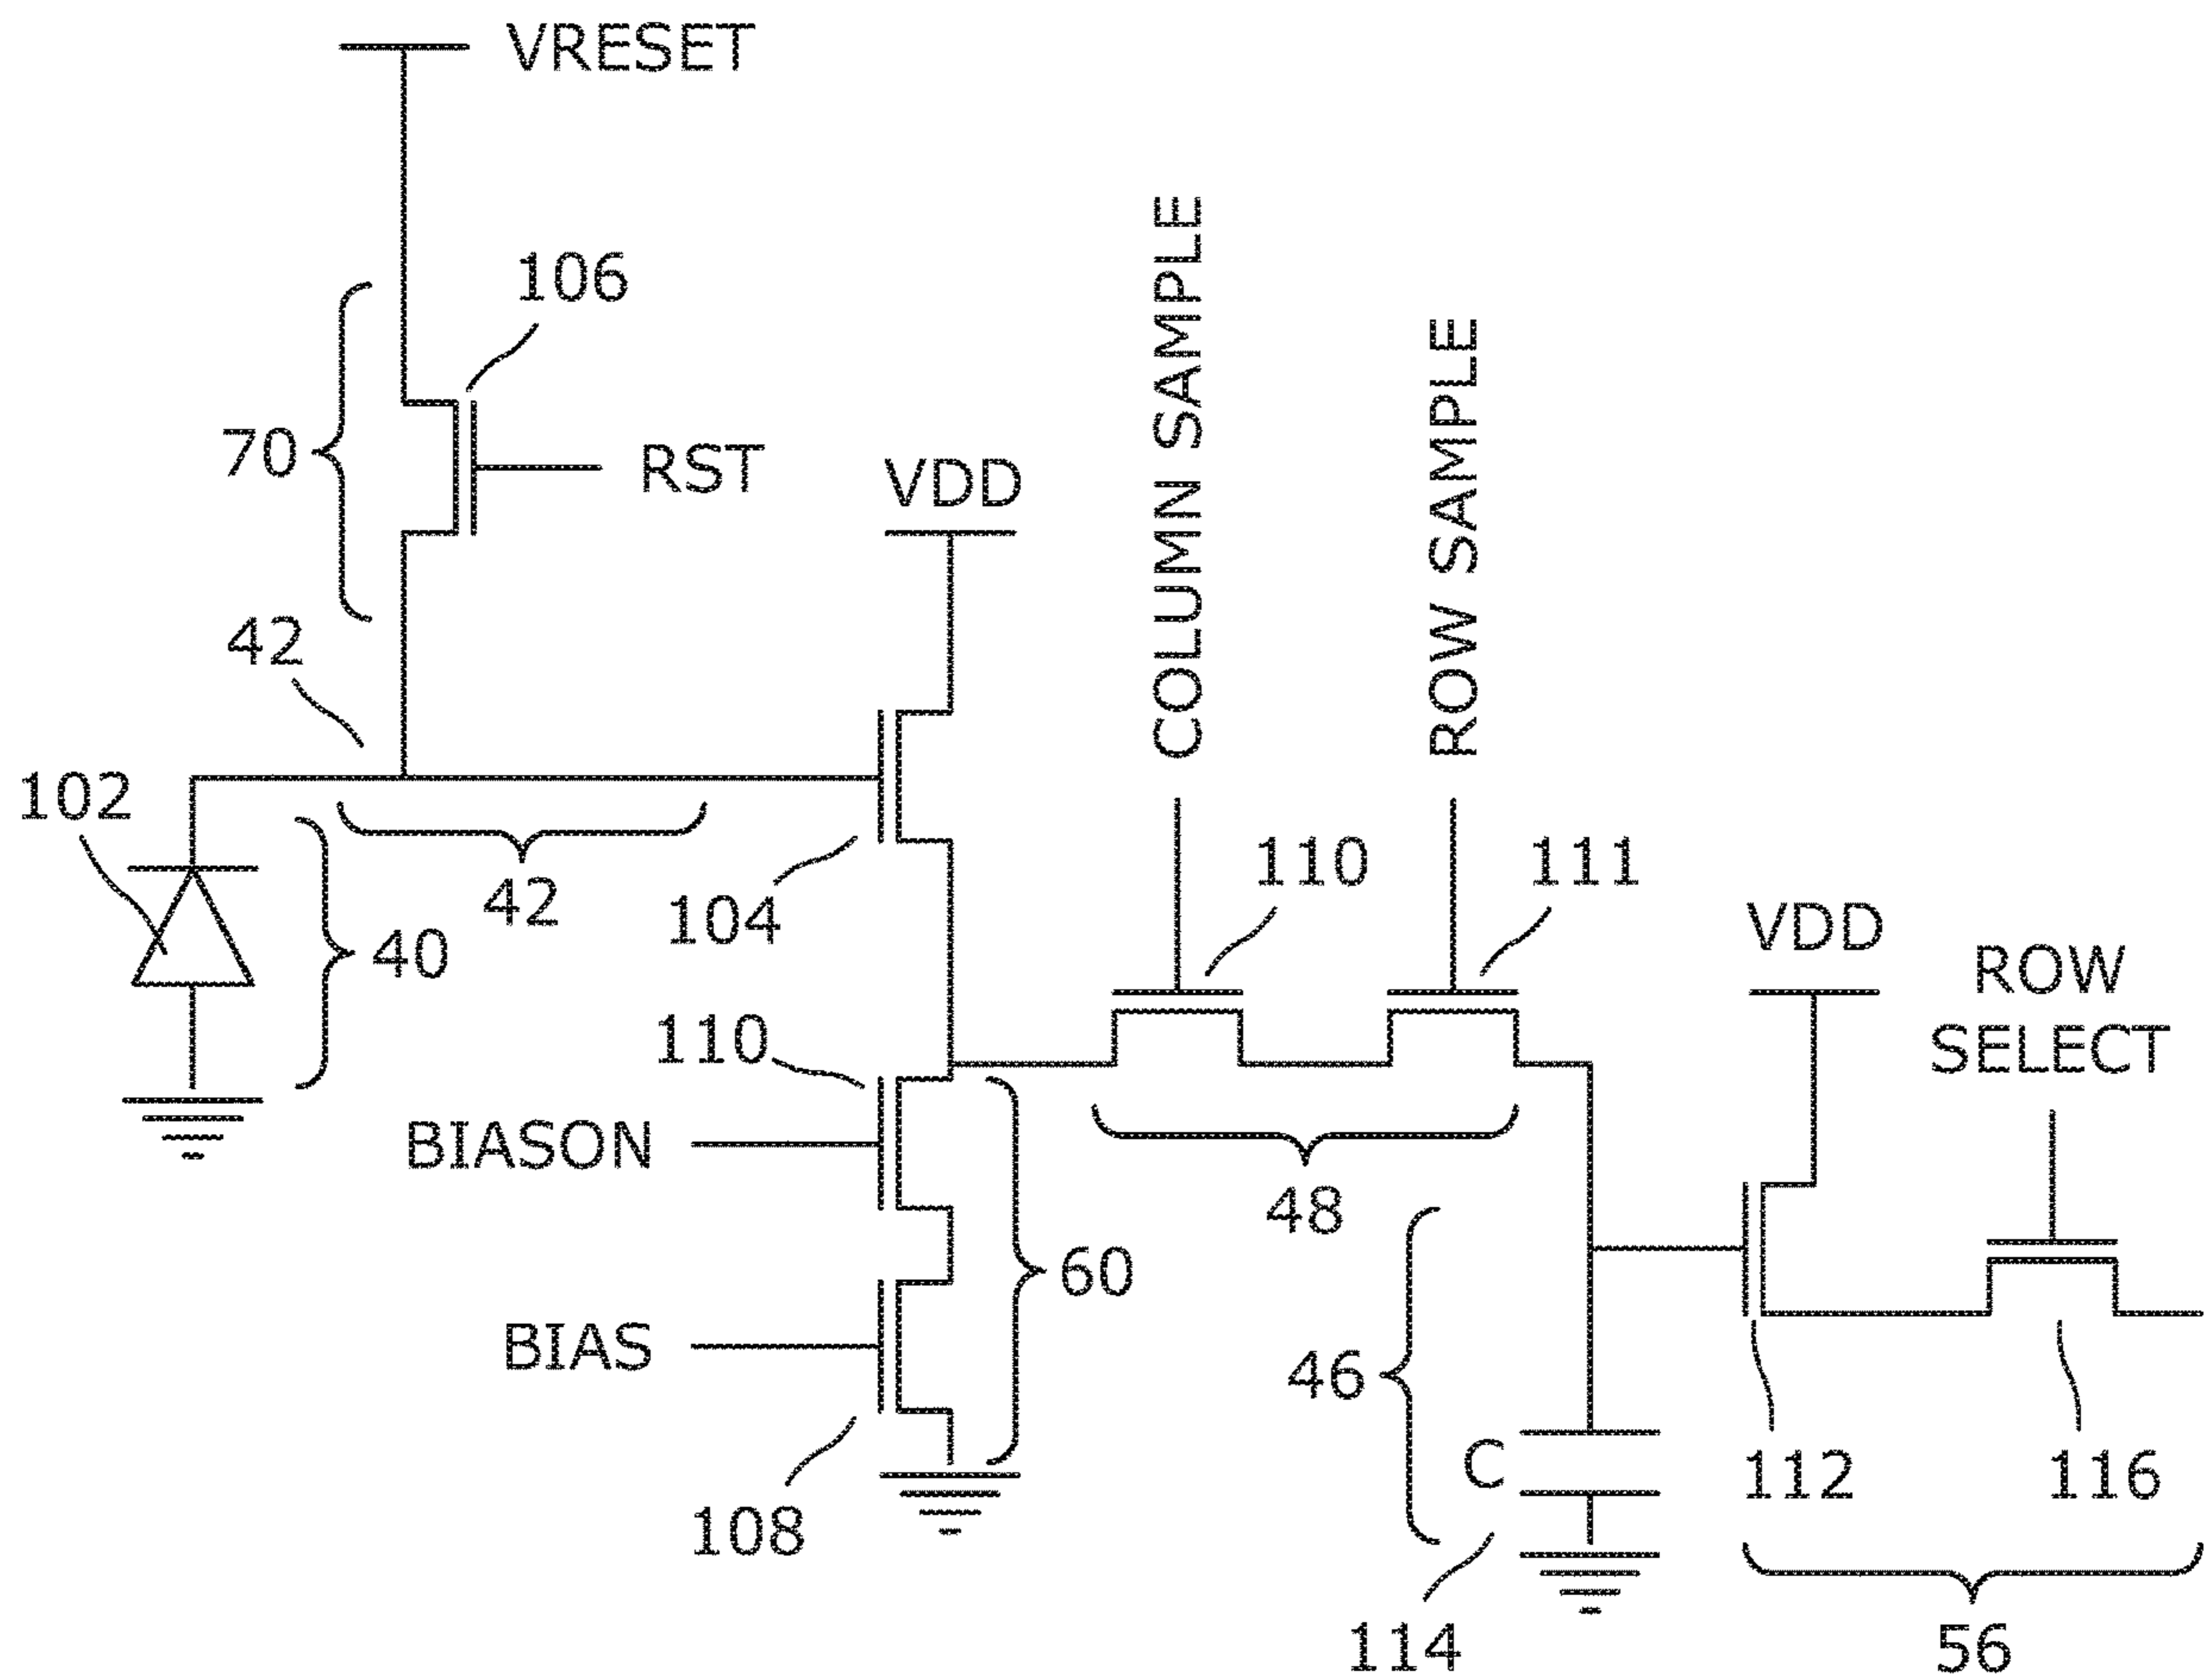 VRESET
106
70
RST
VDD
COLUMN SAMPLE
ROW SAMPLE
42
102
40
42
104
110
111
VDD
ROW
SELECT
110
BIASON
48
60
BIAS
46
C
108
112
116
114
56